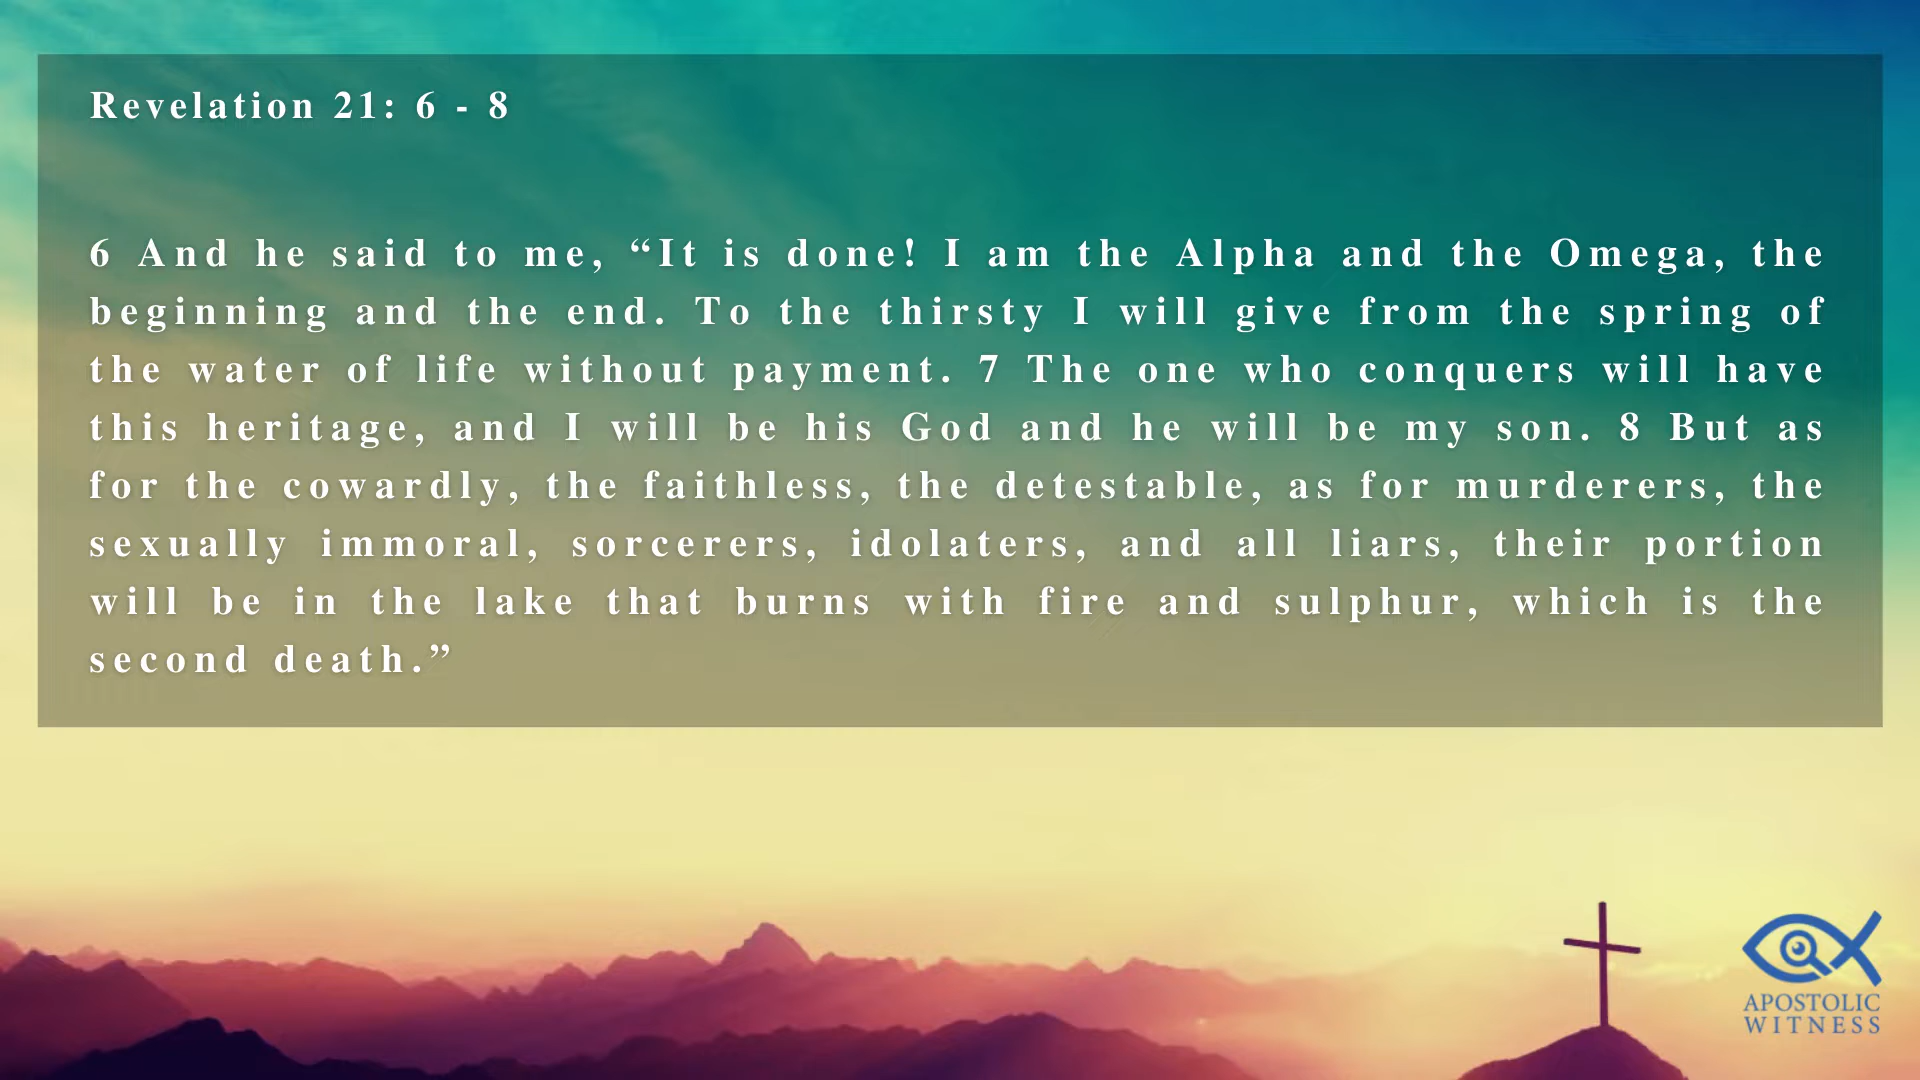 Revelation 21: 6 - 8
6 And he said to me, “It is done! I am the Alpha and the Omega, the
beginning and the end. To the thirsty I will give from the spring of
the water of life without payment. 7 The one who conquers will have
this heritage, and I will be his God and he will be my son. 8 But as
for the cowardly, the faithless, the detestable, as for murderers, the
sexually immoral, sorcerers, idolaters, and all liars, their portion
will be in the lake that burns with fire and sulphur, which is the
second death.”
APOSTOLIC
WITNESS